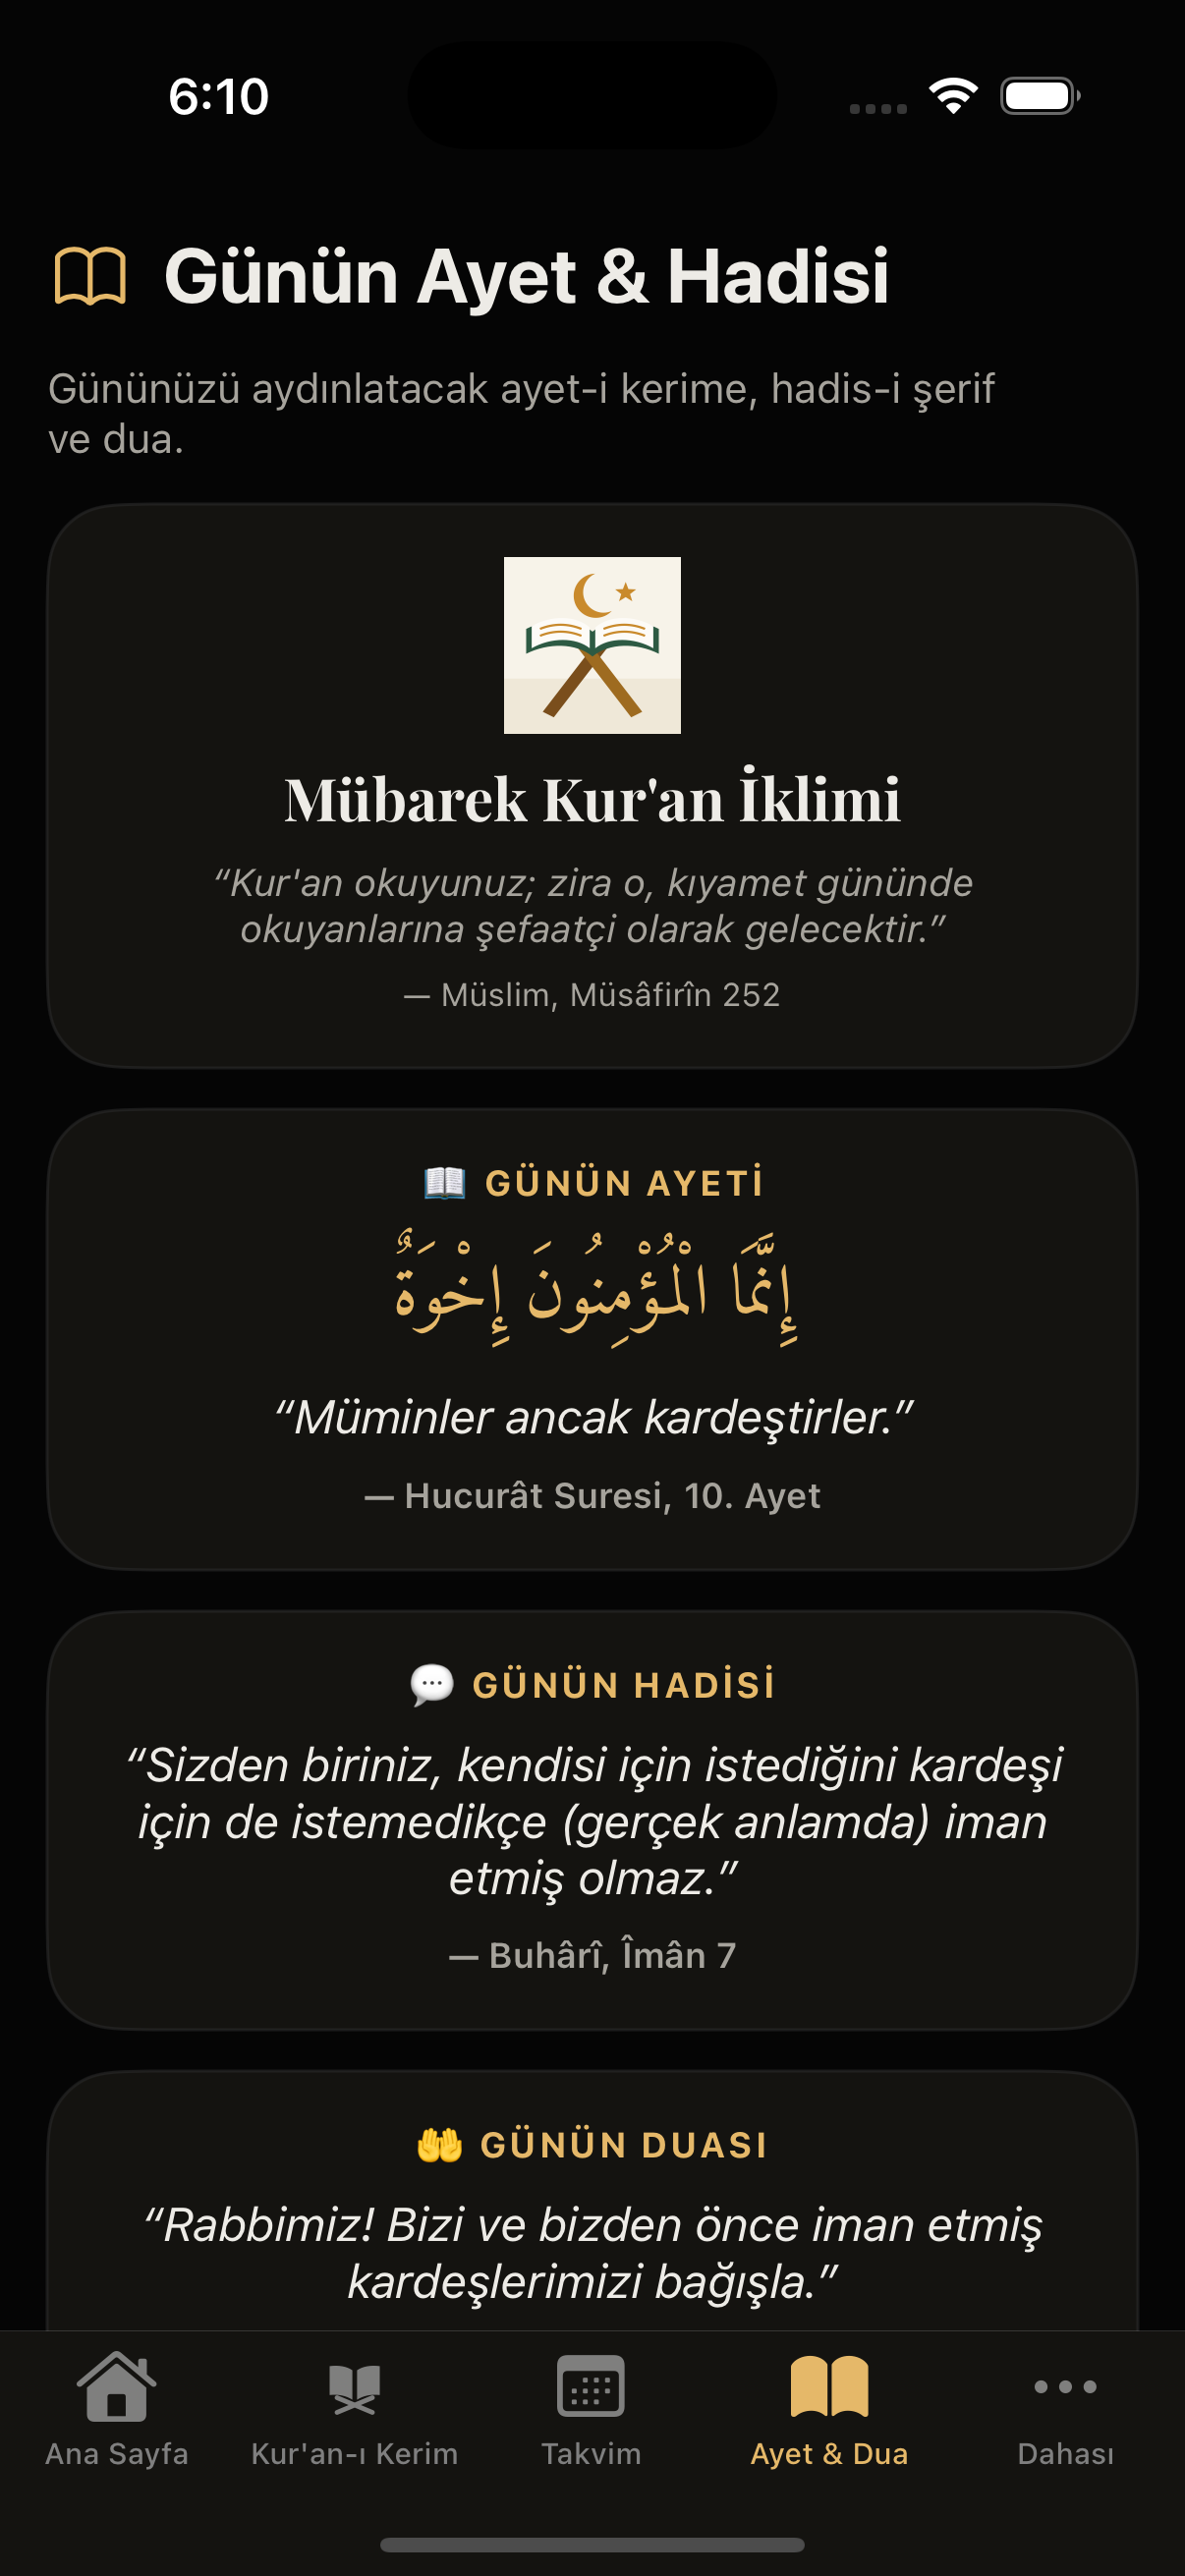 6:10
Günün Ayet & Hadisi
Gününüzü aydınlatacak ayet-i kerime, hadis-i şerif
ve dua.
Mübarek Kur'an İklimi
“Kur'an okuyunuz; zira o, kıyamet gününde
okuyanlarına şefaatçi olarak gelecektir.”
— Müslim, Müsâfirîn 252
GÜNÜN AYETİ
إِنَّمَا الْمُؤْمِنُونَ إِخْوَةٌ
“Müminler ancak kardeştirler.”
— Hucurât Suresi, 10. Ayet
GÜNÜN HADİSİ
“Sizden biriniz, kendisi için istediğini kardeşi
için de istemedikçe (gerçek anlamda) iman
etmiş olmaz.”
— Buhârî, Îmân 7
GÜNÜN DUASI
“Rabbimiz! Bizi ve bizden önce iman etmiş
kardeşlerimizi bağışla.”
Ana Sayfa
Kur'an-ı Kerim
Takvim
Ayet & Dua
Dahası